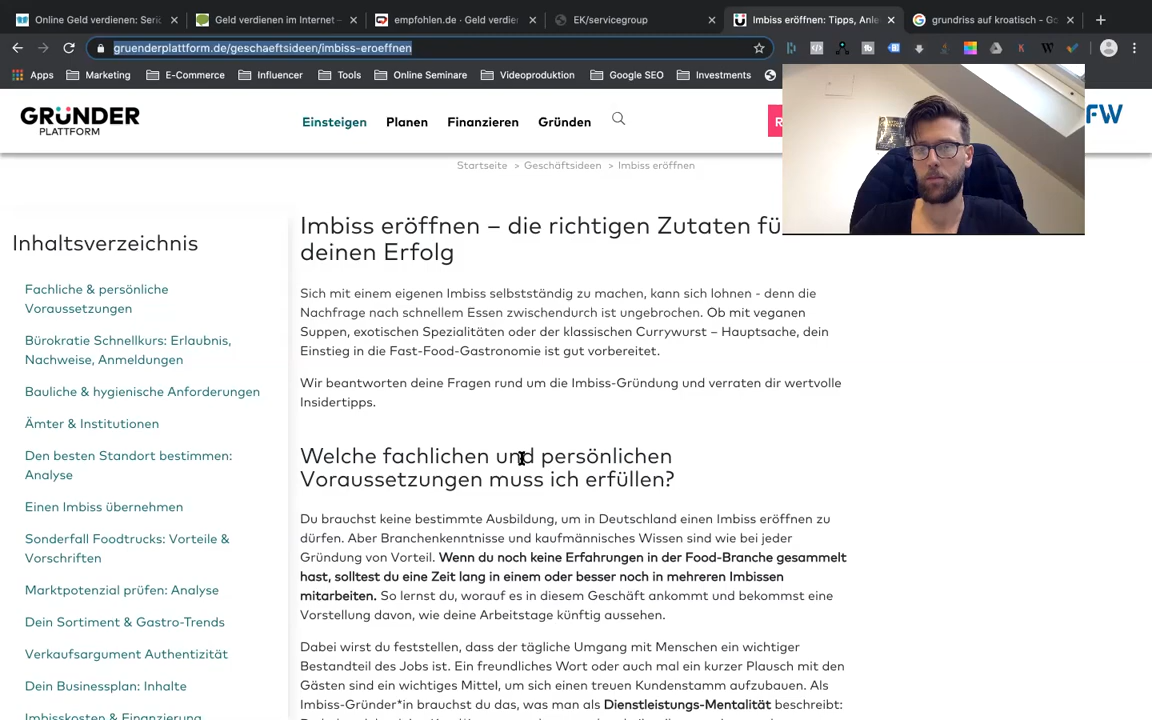 Online Geld verdienen: Seriö
Geld verdienen im Internet –
empfohlen.de · Geld verdie
EK/servicegroup
Imbiss eröffnen: Tipps, Anle
grundriss auf kroatisch - Go
gruenderplattform.de/geschaeftsideen/imbiss-eroeffnen
Apps
Marketing
E-Commerce
Influencer
Tools
Online Seminare
Videoproduktion
Google SEO
Investments
GRÜNDER
PLATTFORM
Einsteigen
Planen
Finanzieren
Gründen
R
FW
Startseite > Geschäftsideen > Imbiss eröffnen
Inhaltsverzeichnis
Fachliche & persönliche
Voraussetzungen
Bürokratie Schnellkurs: Erlaubnis,
Nachweise, Anmeldungen
Bauliche & hygienische Anforderungen
Ämter & Institutionen
Den besten Standort bestimmen:
Analyse
Einen Imbiss übernehmen
Sonderfall Foodtrucks: Vorteile &
Vorschriften
Marktpotenzial prüfen: Analyse
Dein Sortiment & Gastro-Trends
Verkaufsargument Authentizität
Dein Businessplan: Inhalte
Imbisskosten & Finanzierung
Imbiss eröffnen – die richtigen Zutaten fü
deinen Erfolg
Sich mit einem eigenen Imbiss selbstständig zu machen, kann sich lohnen - denn die
Nachfrage nach schnellem Essen zwischendurch ist ungebrochen. Ob mit veganen
Suppen, exotischen Spezialitäten oder der klassischen Currywurst – Hauptsache, dein
Einstieg in die Fast-Food-Gastronomie ist gut vorbereitet.
Wir beantworten deine Fragen rund um die Imbiss-Gründung und verraten dir wertvolle
Insidertipps.
Welche fachlichen und persönlichen
Voraussetzungen muss ich erfüllen?
Du brauchst keine bestimmte Ausbildung, um in Deutschland einen Imbiss eröffnen zu
dürfen. Aber Branchenkenntnisse und kaufmännisches Wissen sind wie bei jeder
Gründung von Vorteil. Wenn du noch keine Erfahrungen in der Food-Branche gesammelt
hast, solltest du eine Zeit lang in einem oder besser noch in mehreren Imbissen
mitarbeiten. So lernst du, worauf es in diesem Geschäft ankommt und bekommst eine
Vorstellung davon, wie deine Arbeitstage künftig aussehen.
Dabei wirst du feststellen, dass der tägliche Umgang mit Menschen ein wichtiger
Bestandteil des Jobs ist. Ein freundliches Wort oder auch mal ein kurzer Plausch mit den
Gästen sind ein wichtiges Mittel, um sich einen treuen Kundenstamm aufzubauen. Als
Imbiss-Gründer*in brauchst du das, was man als Dienstleistungs-Mentalität beschreibt: